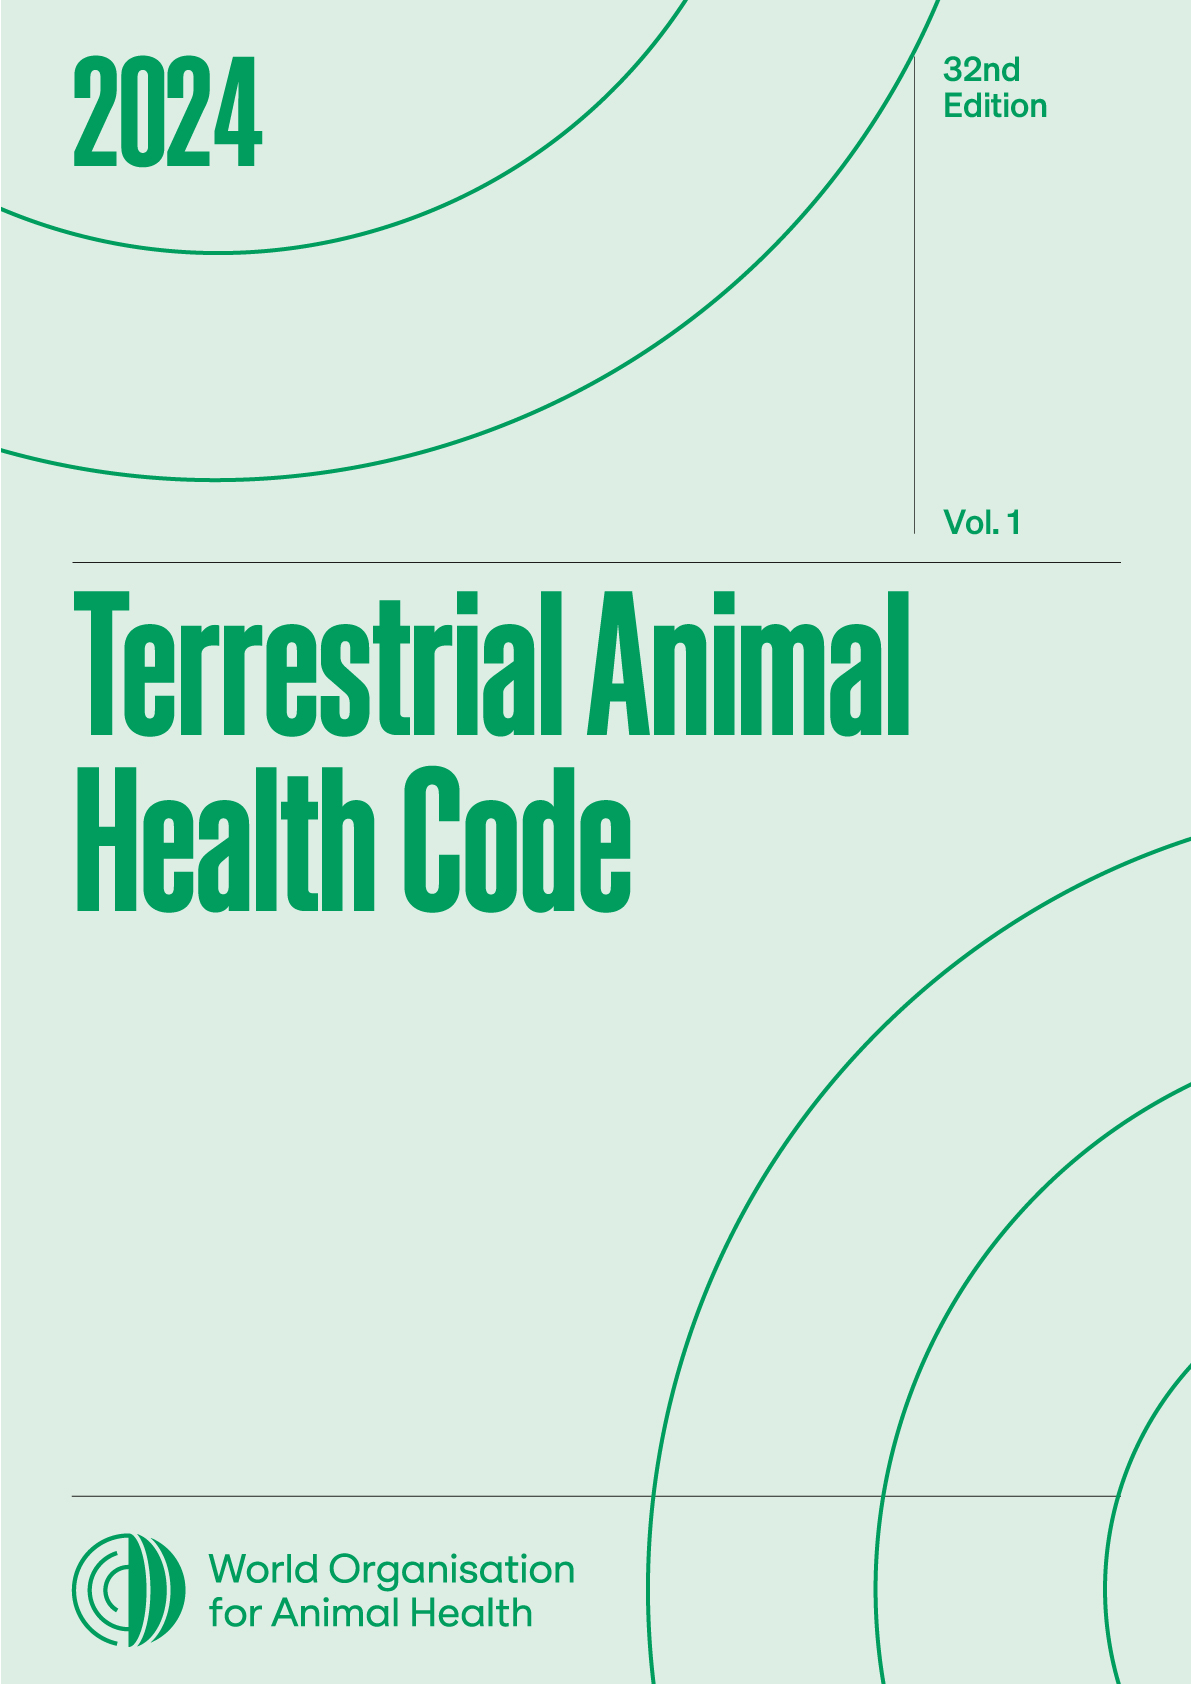 2024
32nd
Edition
Vol. 1
Terrestrial Animal
Health Code
World Organisation
for Animal Health